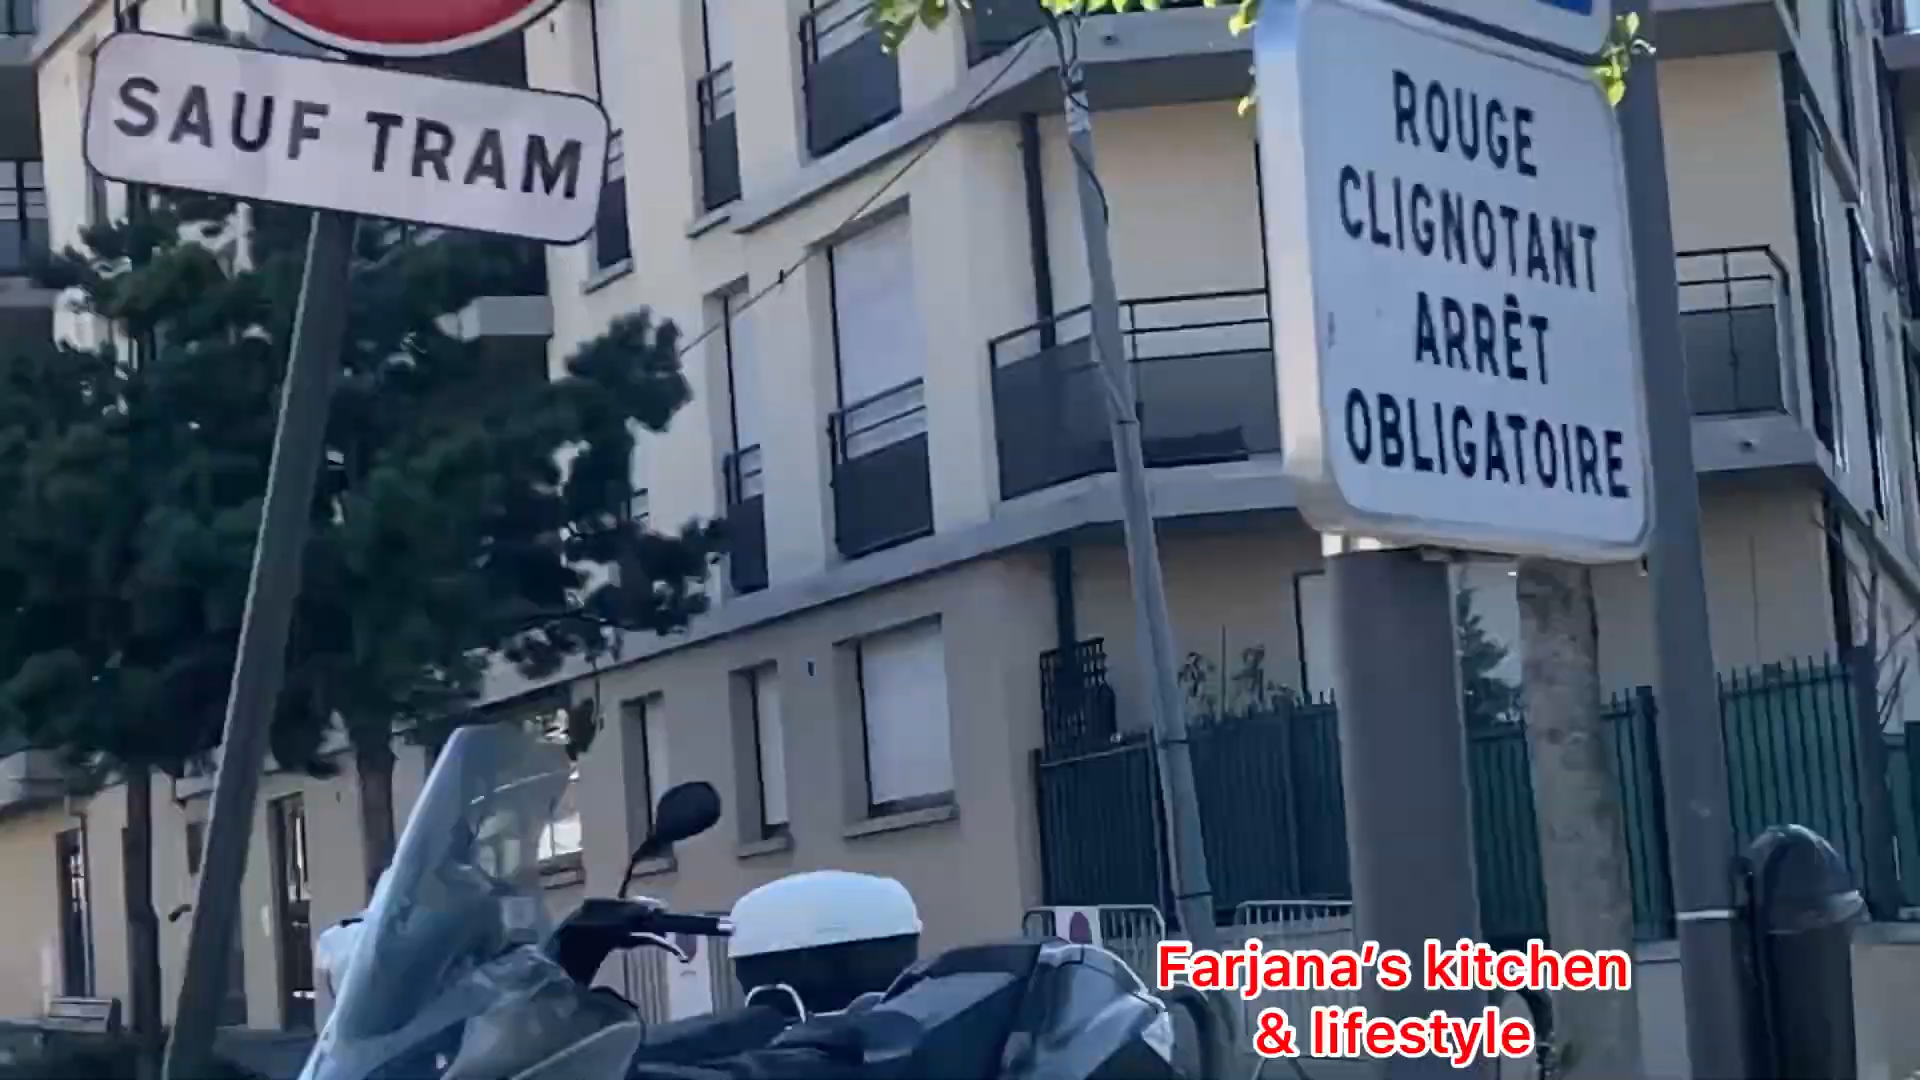 SAUF TRAM
ROUGE
CLIGNOTANT
ARRÊT
OBLIGATOIRE
Farjana’s kitchen
& lifestyle